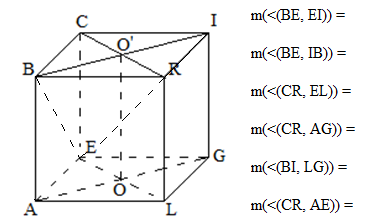 C
I
m(<(BE, EI)) =
O'
B
R
m(<(BE, IB)) =
m(<(CR, EL)) =
m(<(CR, AG)) =
E
G
m(<(BI, LG)) =
O
A
L
m(<(CR, AE)) =